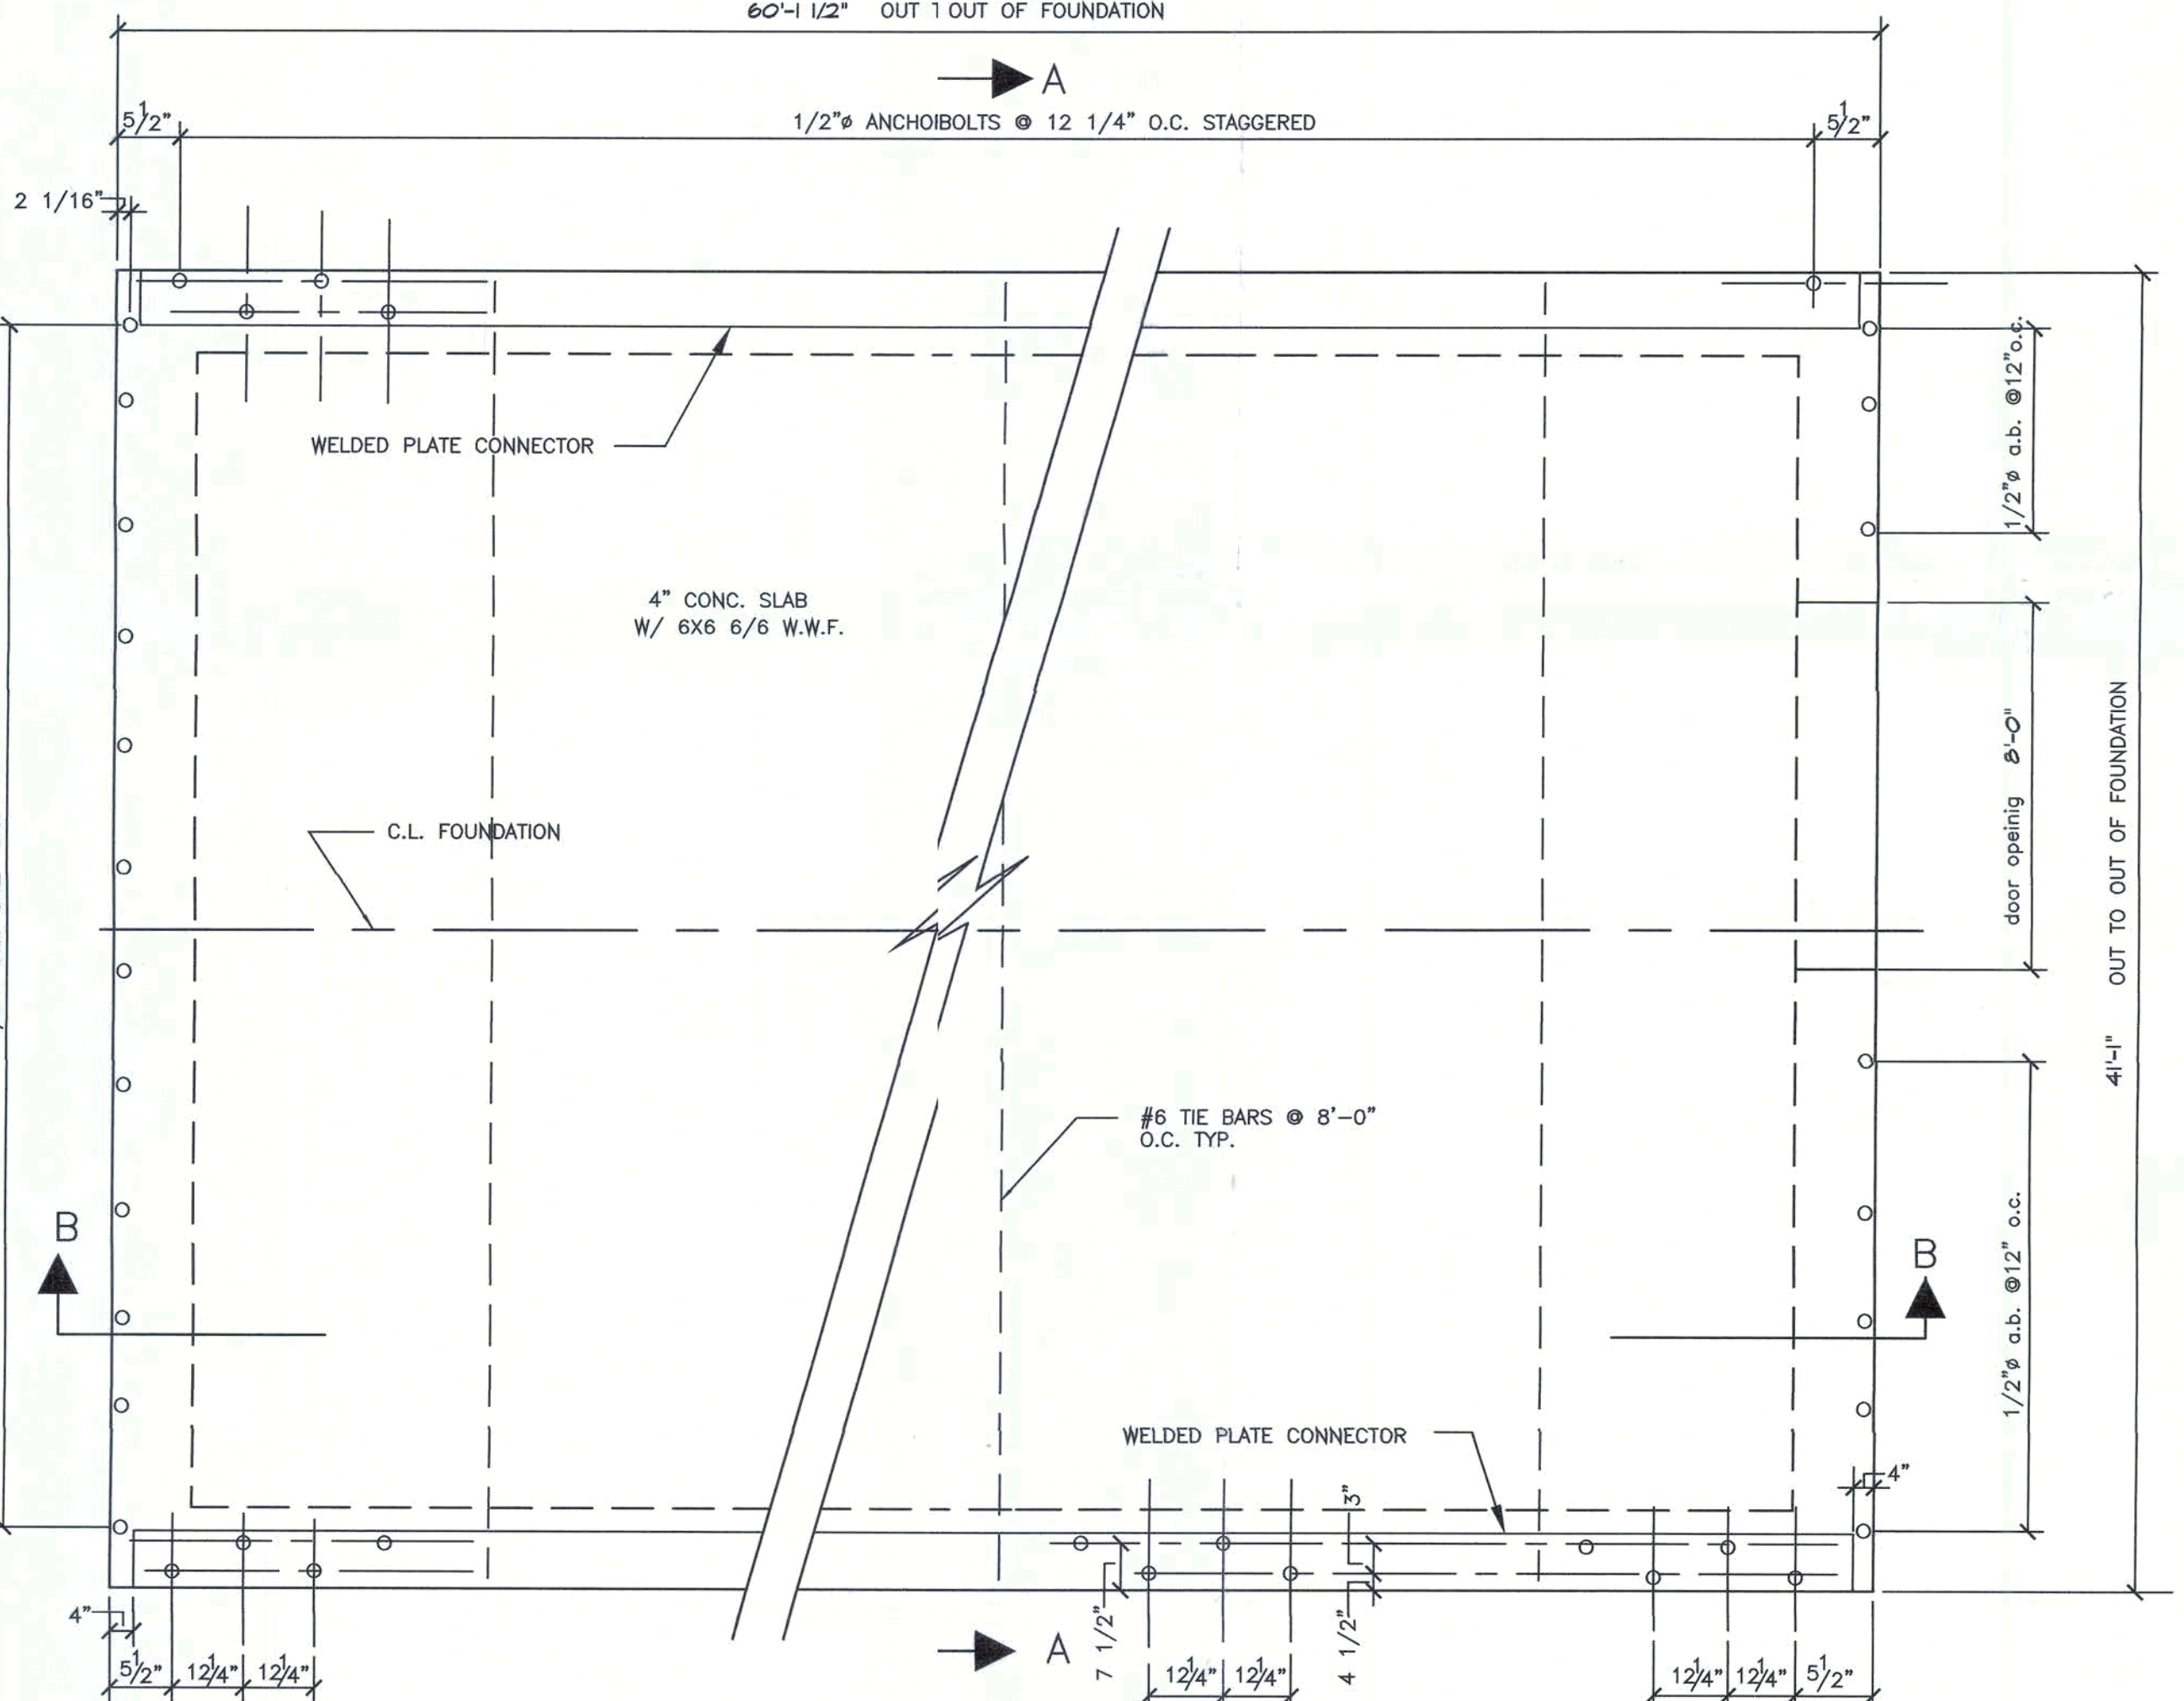 60'-1 1/2" OUT 1 OUT OF FOUNDATION
A
5 1/2"
1/2"ø ANCHOIBOLTS @ 12 1/4" O.C. STAGGERED
5 1/2"
2 1/16"
1/2"ø a.b. @12"o.c.
WELDED PLATE CONNECTOR
4" CONC. SLAB
W/ 6X6 6/6 W.W.F.
door opeinig 8'-0"
41'-1" OUT TO OUT OF FOUNDATION
C.L. FOUNDATION
#6 TIE BARS @ 8'-0"
O.C. TYP.
B
B
1/2"ø a.b. @12" o.c.
WELDED PLATE CONNECTOR
4"
3"
4"
7 1/2"
4 1/2"
A
5 1/2"
12 1/4"
12 1/4"
12 1/4"
12 1/4"
12 1/4"
12 1/4"
5 1/2"